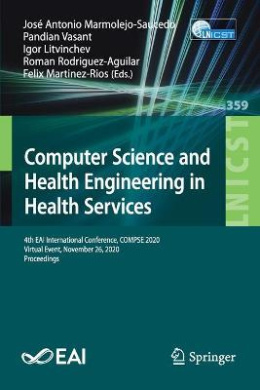 José Antonio Marmolejo-Saucedo
Pandian Vasant
Igor Litvinchev
Roman Rodriguez-Aguilar
Felix Martinez-Rios (Eds.)
LNICST
359
Computer Science and
Health Engineering in
Health Services
4th EAI International Conference, COMPSE 2020
Virtual Event, November 26, 2020
Proceedings
LNICST
EAI
Springer